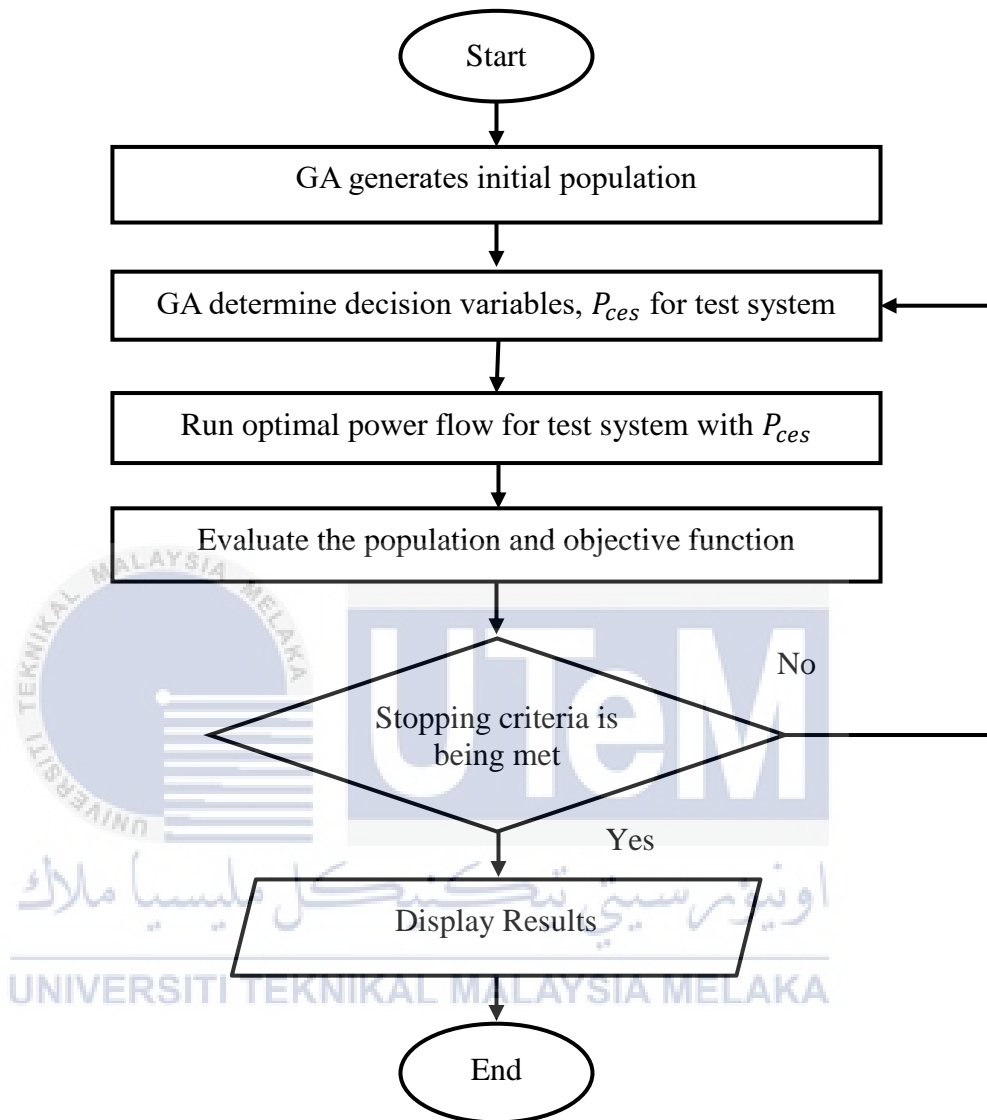 Start
GA generates initial population
GA determine decision variables, P_ces for test system
Run optimal power flow for test system with P_ces
Evaluate the population and objective function
No
Stopping criteria is
being met
Yes
Display Results
End
UNIVERSITI TEKNIKAL MALAYSIA MELAKA
UTeM
اونيۏرسيتي تيكنيكل مليسيا ملاك
UNIVERSITI TEKNIKAL MALAYSIA MELAKA